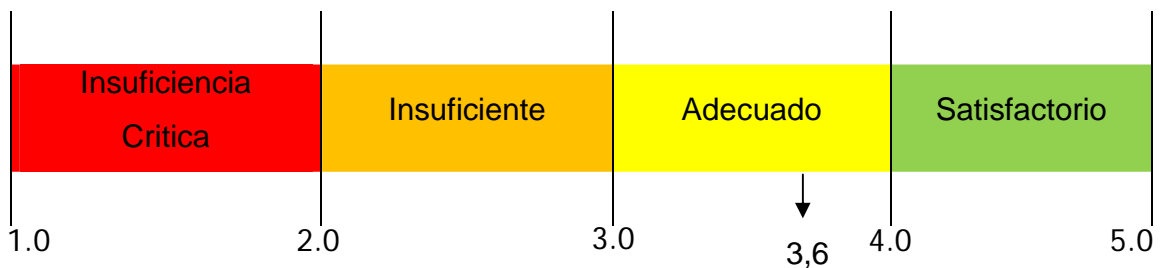 Insuficiencia
Critica
Insuficiente
Adecuado
Satisfactorio
1.0
2.0
3.0
3,6
4.0
5.0